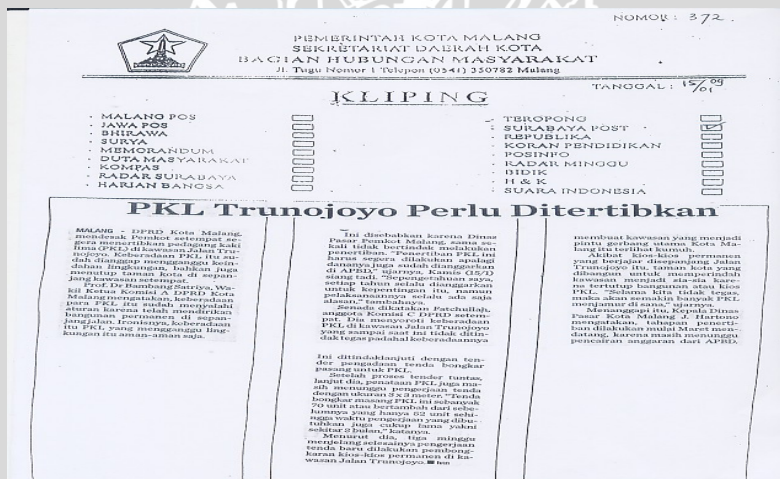 NOMOR : 372.
PEMERINTAH KOTA MALANG
SEKRETARIAT DAERAH KOTA
BAGIAN HUBUNGAN MASYARAKAT
Jl. Tugu Nomor 1 Telepon (0341) 350782 Malang
TANGGAL : 15/01 09
KLIPING
- MALANG POS
- JAWA POS
- BHIRAWA
- SURYA
- MEMORANDUM
- DUTA MASYARAKAT
- KOMPAS
- RADAR SURABAYA
- HARIAN BANGSA
- TEROPONG
- SURABAYA POST
- REPUBLIKA
- KORAN PENDIDIKAN
- POSINFO
- RADAR MINGGU
- BIDIK
- H & K
- SUARA INDONESIA
PKL Trunojoyo Perlu Ditertibkan
MALANG - DPRD Kota Malang,
mendesak Pemkot setempat se-
gera menertibkan pedagang kaki
lima (PKL) di kawasan Jalan Tru-
nojoyo. Keberadaan PKL itu su-
dah dianggap mengganggu kein-
dahan lingkungan, bahkan juga
menutup taman kota di sepan-
jang kawasan setempat.
Prof. Dr Bambang Satriya, Wa-
kil Ketua Komisi A DPRD Kota
Malang mengatakan, keberadaan
para PKL itu sudah menyalahi
aturan karena telah mendirikan
bangunan permanen di sepan-
jang jalan. Ironisnya, keberadaan
itu PKL yang mengganggu ling-
kungan itu aman-aman saja.
Ini disebabkan karena Dinas
Pasar Pemkot Malang, sama se-
kali tidak bertindak melakukan
penertiban. "Penertiban PKL ini
harus segera dilakukan apalagi
dananya juga sudah dianggarkan
di APBD," ujarnya, Kamis (15/1)
siang tadi. "Sepengetahuan saya,
setiap tahun selalu dianggarkan
untuk kepentingan itu, namun
pelaksanaannya selalu ada saja
alasan," tambahnya.
Senada dikatakan Patchullah,
anggota Komisi C DPRD setem-
pat. Dia menyoroti keberadaan
PKL di kawasan Jalan Trunojoyo
yang sampai saat ini tidak ditin-
dak tegas padahal keberadaannya
membuat kawasan yang menjadi
pintu gerbang utama Kota Ma-
lang itu terlihat kumuh.
Akibat kios-kios permanen
yang berjajar disepanjang Jalan
Trunojoyo itu, taman kota yang
dibangun untuk memperindah
kawasan menjadi sia-sia karе-
na tertutup bangunan atau kios
PKL. "Selama kita tidak tegas,
maka akan semakin banyak PKL
menjamur di sana," ujarnya.
Menanggapi itu, Kepala Dinas
Pasar Kota Malang J. Hartono
mengatakan, tahapan penerti-
ban dilakukan mulai Maret men-
datang, karena masih menunggu
pencairan anggaran dari APBD.
Ini ditindaklanjuti dengan ten-
der pengadaan tenda bongkar
pasang untuk PKL.
Setelah proses tender tuntas,
lanjut dia, penataan PKL juga ma-
sih menunggu pengerjaan tenda
dengan ukuran 3 x 3 meter. "Tenda
bongkar masang PKL ini sebanyak
70 unit atau bertambah dari sebe-
lumnya yang hanya 62 unit sehi-
ngga waktu pengerjaan yang dibu-
tuhkan juga cukup lama yakni
sekitar 3 bulan," katanya.
Menurut dia, tiga minggu
menjelang selesainya pengerjaan
tenda baru dilakukan pembong-
karan kios-kios permanen di ka-
wasan Jalan Trunojoyo.